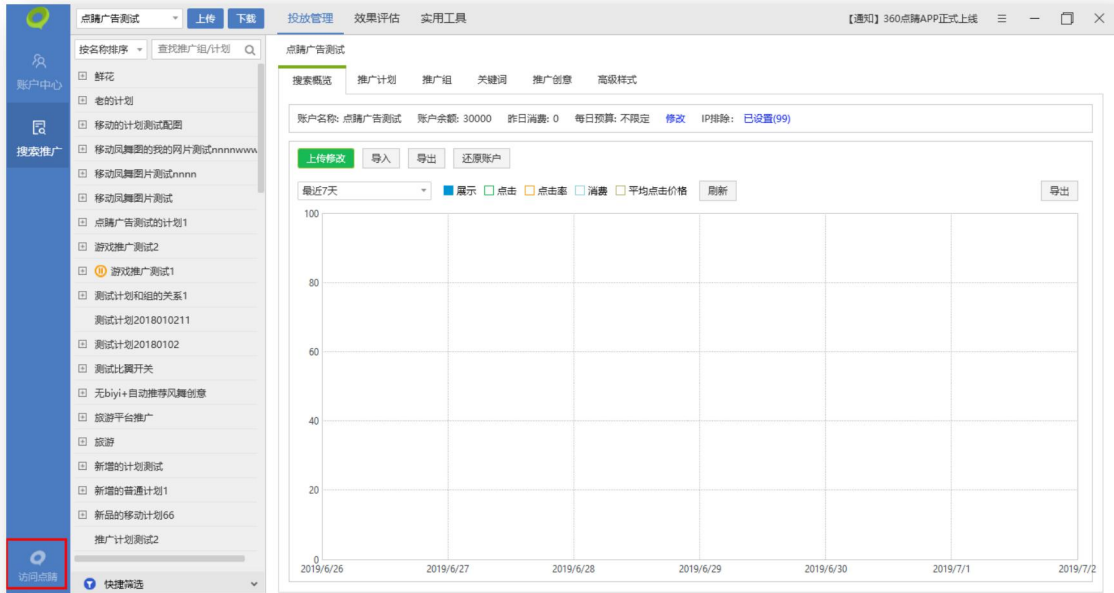 点睛广告测试 上传 下载 投放管理 效果评估 实用工具 【通知】360点睛APP正式上线
按名称排序 查找推广组/计划 点睛广告测试
账户中心
搜索推广
访问点睛
鲜花
老的计划
移动的计划测试配图
移动凤舞图的我的网片测试nnnnwww
移动凤舞图片测试nnnn
移动凤舞图片测试
点睛广告测试的计划1
游戏推广测试2
游戏推广测试1
测试计划和组的关系1
测试计划2018010211
测试计划20180102
测试比翼开关
无biyi+自动推荐风舞创意
旅游平台推广
旅游
新增的计划测试
新增的普通计划1
新品的移动计划66
推广计划测试2
快捷筛选
搜索概览 推广计划 推广组 关键词 推广创意 高级样式
账户名称: 点睛广告测试 账户余额: 30000 昨日消费: 0 每日预算: 不限定 修改 IP排除: 已设置(99)
上传修改 导入 导出 还原账户
最近7天 展示 点击 点击率 消费 平均点击价格 刷新 导出
100
80
60
40
20
0
2019/6/26 2019/6/27 2019/6/28 2019/6/29 2019/6/30 2019/7/1 2019/7/2